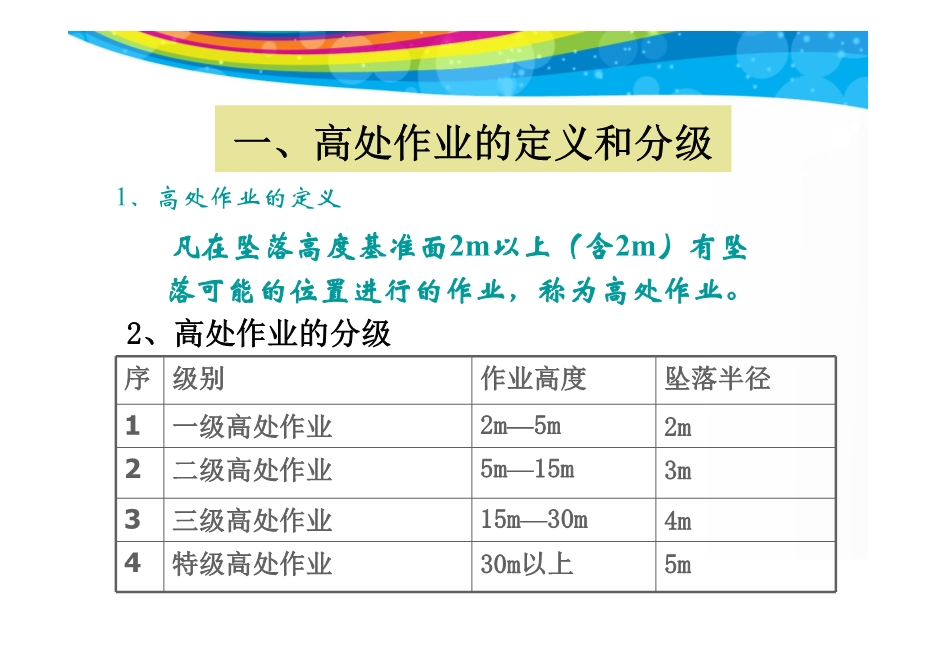 一、高处作业的定义和分级
1、高处作业的定义
凡在坠落高度基准面2m以上（含2m）有坠
落可能的位置进行的作业，称为高处作业。
2、高处作业的分级
序 级别 作业高度 坠落半径
1 一级高处作业 2m—5m 2m
2 二级高处作业 5m—15m 3m
3 三级高处作业 15m—30m 4m
4 特级高处作业 30m以上 5m